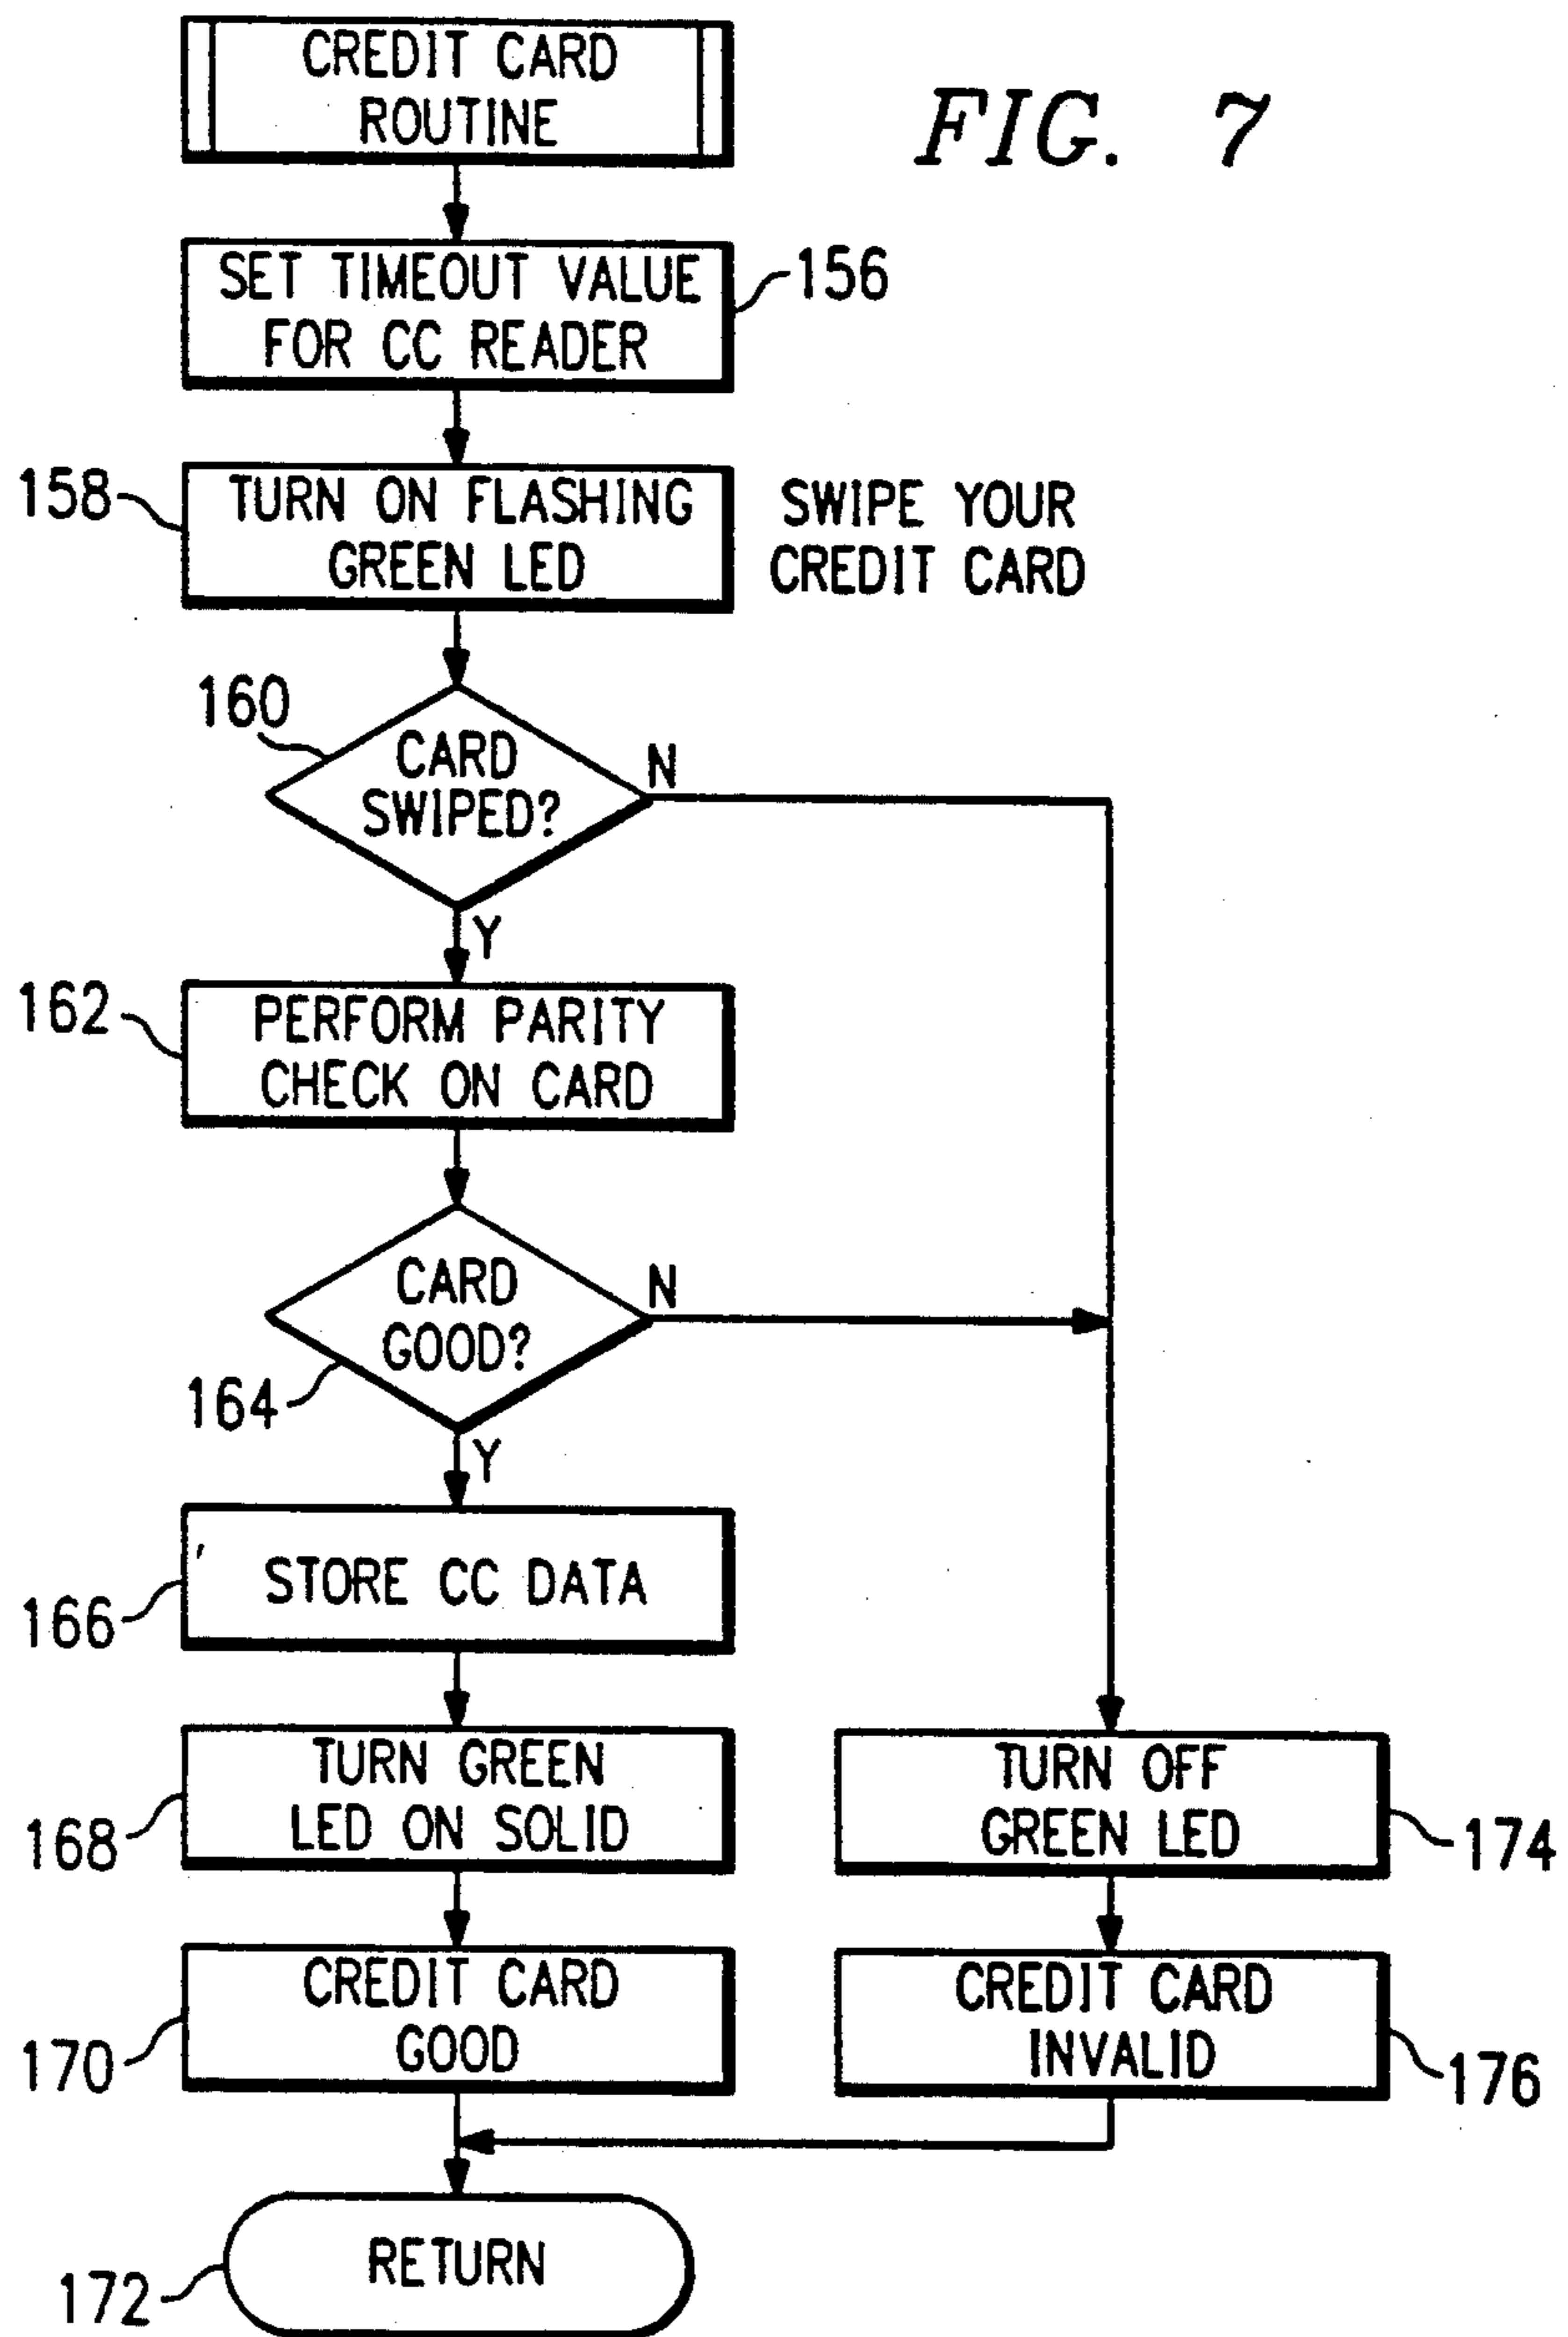 CREDIT CARD
ROUTINE
FIG. 7
SET TIMEOUT VALUE
FOR CC READER
156
158
TURN ON FLASHING
GREEN LED
SWIPE YOUR
CREDIT CARD
160
CARD
SWIPED?
N
Y
162
PERFORM PARITY
CHECK ON CARD
CARD
GOOD?
N
164
Y
STORE CC DATA
166
TURN GREEN
LED ON SOLID
168
TURN OFF
GREEN LED
174
CREDIT CARD
GOOD
170
CREDIT CARD
INVALID
176
RETURN
172